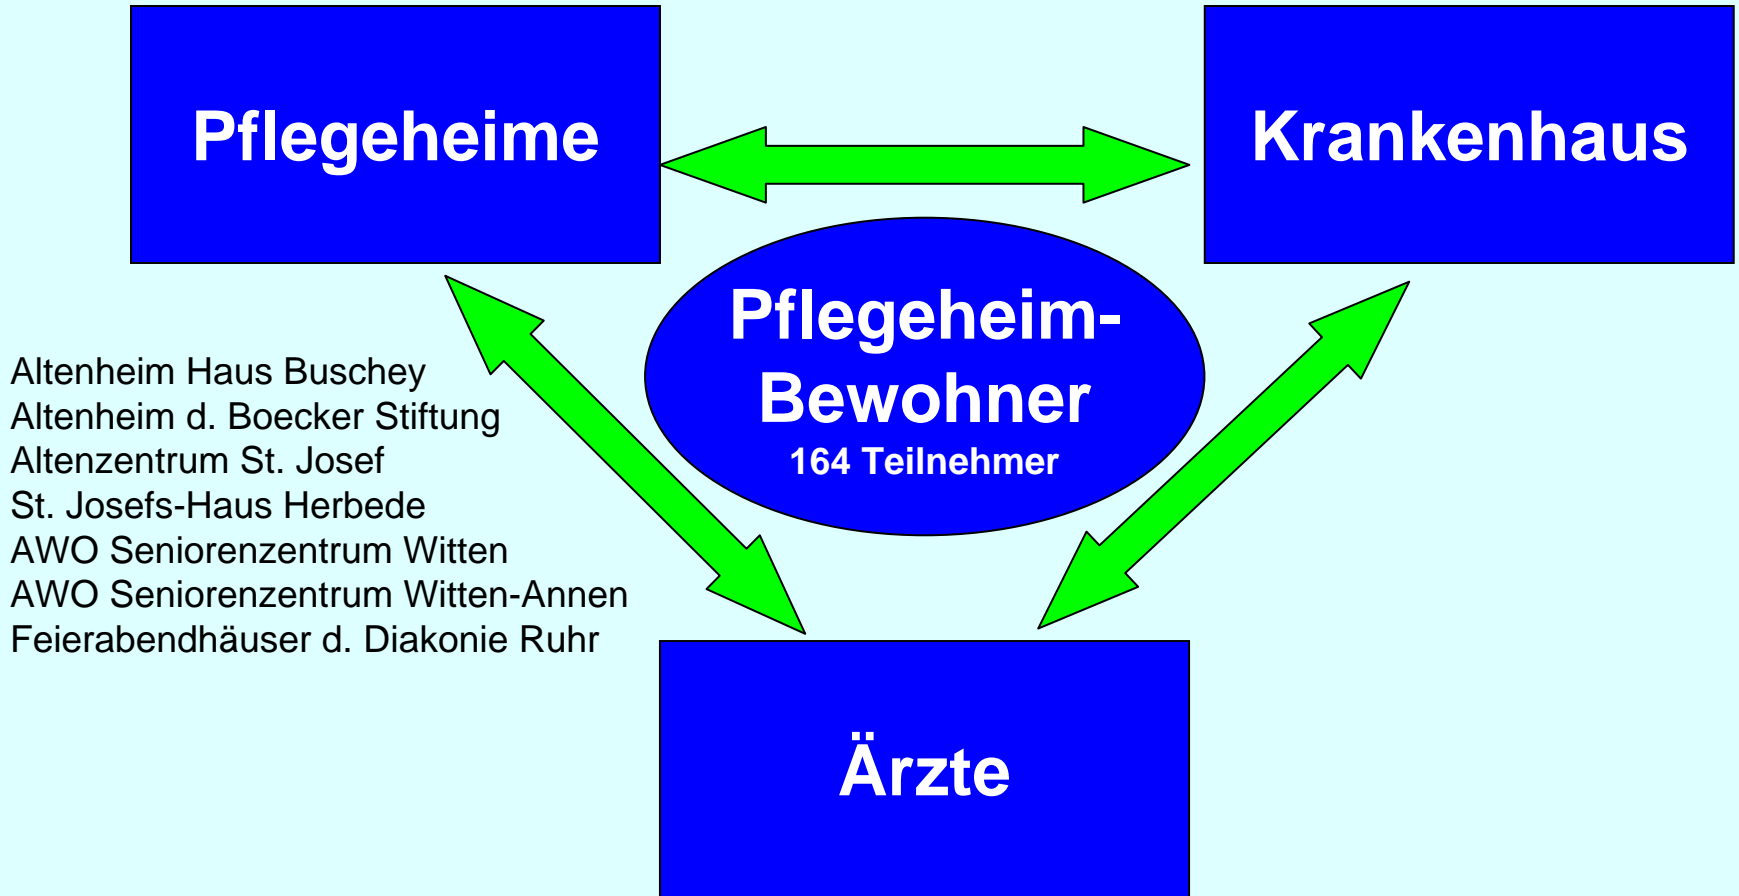 Pflegeheime
Krankenhaus
Pflegeheim-
Bewohner
164 Teilnehmer
Altenheim Haus Buschey
Altenheim d. Boecker Stiftung
Altenzentrum St. Josef
St. Josefs-Haus Herbede
AWO Seniorenzentrum Witten
AWO Seniorenzentrum Witten-Annen
Feierabendhäuser d. Diakonie Ruhr
Ärzte